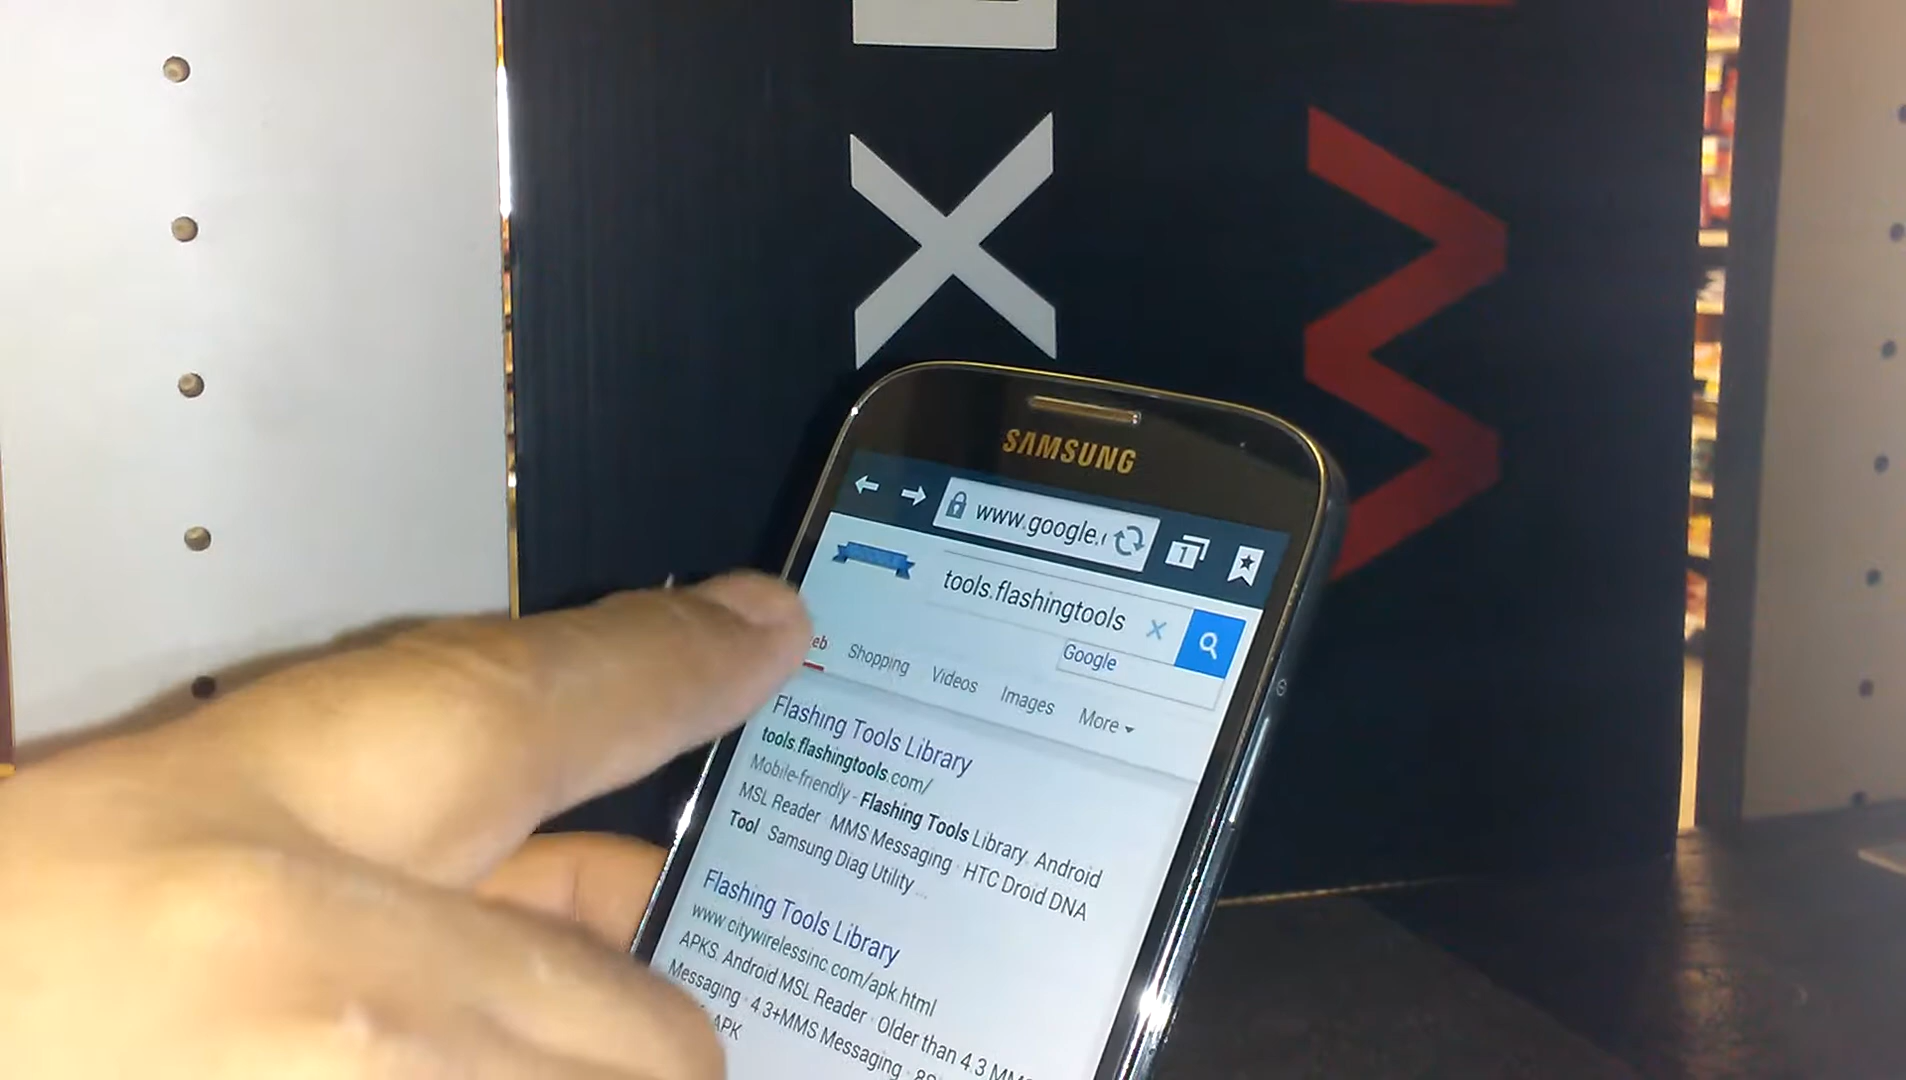 X
W
SAMSUNG
www.google.
1
tools.flashingtools
Google
eb Shopping Videos Images More
Flashing Tools Library
tools.flashingtools.com/
Mobile-friendly - Flashing Tools Library. Android
MSL Reader · MMS Messaging · HTC Droid DNA
Tool · Samsung Diag Utility ...
Flashing Tools Library
www.citywirelessinc.com/apk.html
APKS. Android MSL Reader · Older than 4.3
Messaging · 4.3+MMS Messaging ·
APK